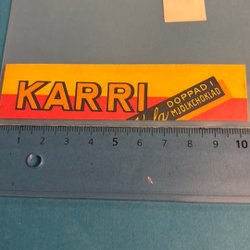 KARRI
DOPPAD I
MJÖLKCHOKLAD
1 2 3 4 5 6 7 8 9 10